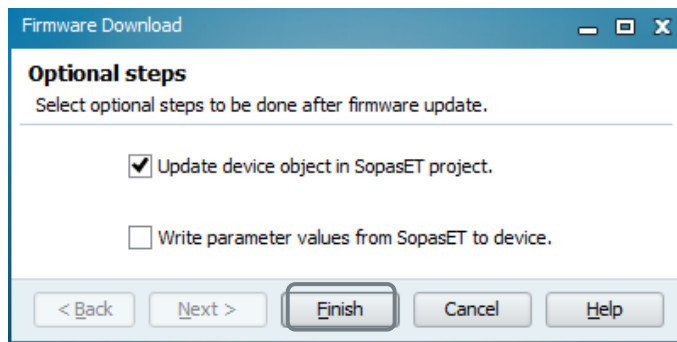 Firmware Download
Optional steps
Select optional steps to be done after firmware update.
Update device object in SopasET project.
Write parameter values from SopasET to device.
< Back Next > Finish Cancel Help